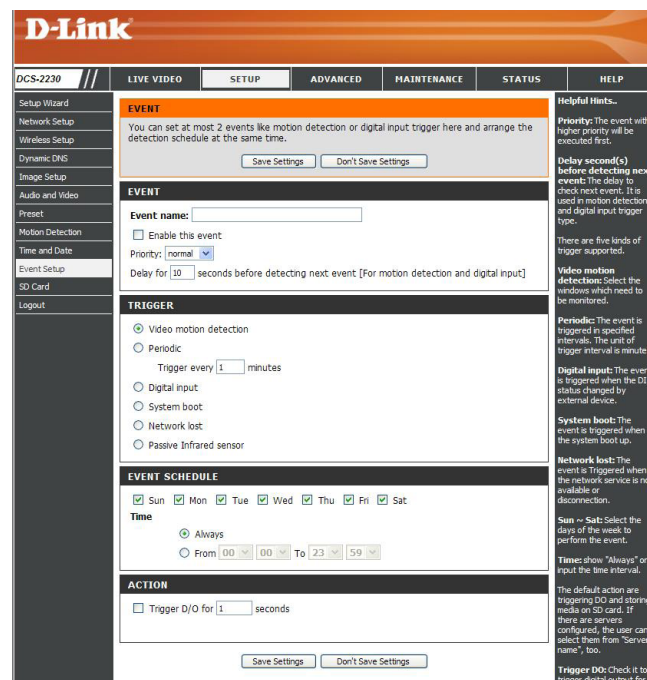 D-Link
DCS-2230
LIVE VIDEO
SETUP
ADVANCED
MAINTENANCE
STATUS
HELP
Setup Wizard
Network Setup
Wireless Setup
Dynamic DNS
Image Setup
Audio and Video
Preset
Motion Detection
Time and Date
Event Setup
SD Card
Logout
EVENT
You can set at most 2 events like motion detection or digital input trigger here and arrange the
detection schedule at the same time.
Save Settings Don't Save Settings
EVENT
Event name:
Enable this event
Priority: normal
Delay for 10 seconds before detecting next event [For motion detection and digital input]
TRIGGER
Video motion detection
Periodic
Trigger every 1 minutes
Digital input
System boot
Network lost
Passive Infrared sensor
EVENT SCHEDULE
Sun Mon Tue Wed Thu Fri Sat
Time
Always
From 00 00 To 23 59
ACTION
Trigger D/O for 1 seconds
Save Settings Don't Save Settings
Helpful Hints..
Priority: The event with
higher priority will be
executed first.
Delay second(s)
before detecting next
event: The delay to
check next event. It is
used in motion detection
and digital input trigger
type.
There are five kinds of
trigger supported.
Video motion
detection: Select the
windows which need to
be monitored.
Periodic: The event is
triggered in specified
intervals. The unit of
trigger interval is minute
Digital input: The event
is triggered when the DI
status changed by
external device.
System boot: The
event is triggered when
the system boot up.
Network lost: The
event is Triggered when
the network service is no
available or
disconnection.
Sun ~ Sat: Select the
days of the week to
perform the event.
Time: show "Always" or
input the time interval.
The default action are
triggering DO and storing
media on SD card. If
there are servers
configured, the user can
select them from "Server
name", too.
Trigger DO: Check it to
trigger digital output for